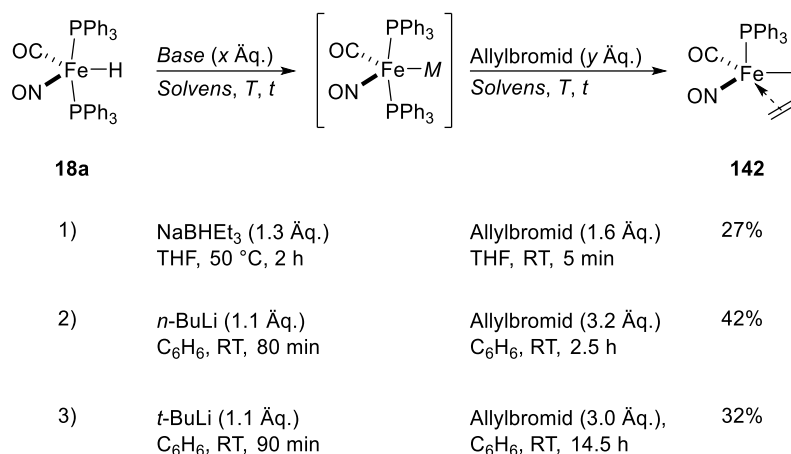 PPh3
OC
Fe
H
ON
PPh3
18a
Base (x Äq.)
Solvens, T, t
PPh3
OC
Fe
M
ON
PPh3
Allylbromid (y Äq.)
Solvens, T, t
PPh3
OC
Fe
ON
142
1)
NaBHEt3 (1.3 Äq.)
THF, 50 °C, 2 h
Allylbromid (1.6 Äq.)
THF, RT, 5 min
27%
2)
n-BuLi (1.1 Äq.)
C6H6, RT, 80 min
Allylbromid (3.2 Äq.)
C6H6, RT, 2.5 h
42%
3)
t-BuLi (1.1 Äq.)
C6H6, RT, 90 min
Allylbromid (3.0 Äq.),
C6H6, RT, 14.5 h
32%